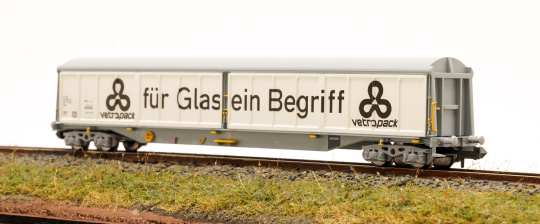 für Glas ein Begriff
vetropack
vetropack